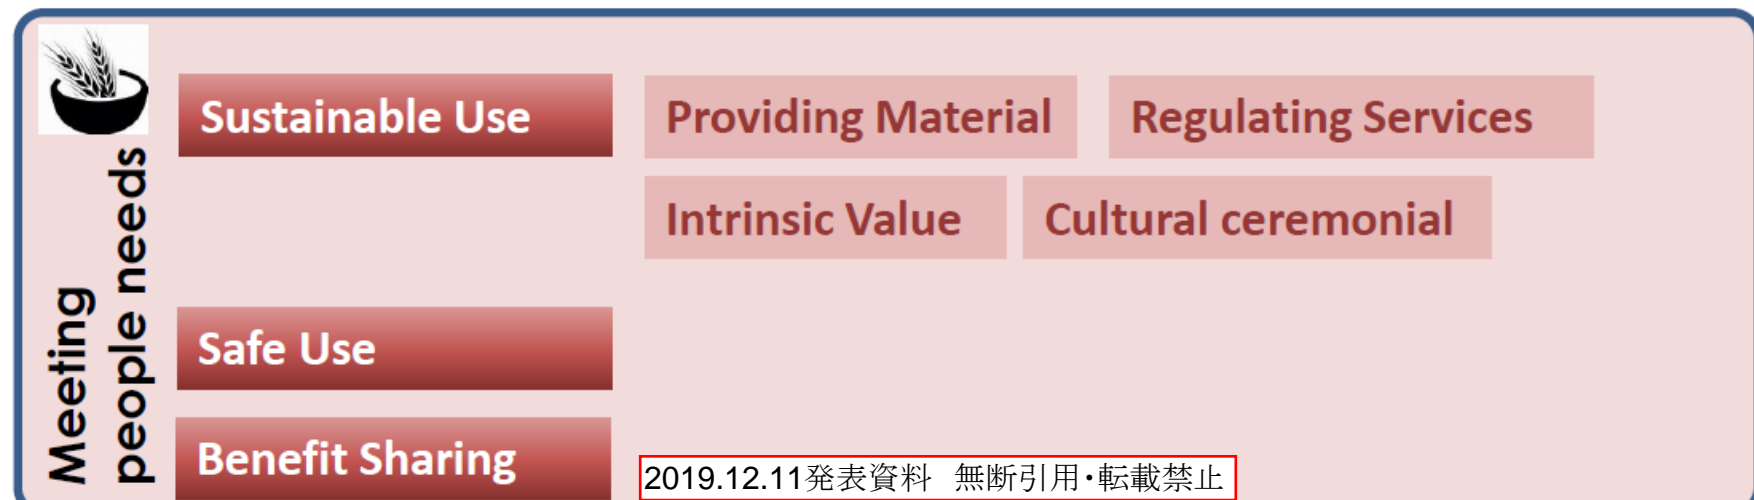 Meeting
people needs
Sustainable Use
Providing Material
Regulating Services
Intrinsic Value
Cultural ceremonial
Safe Use
Benefit Sharing
2019.12.11発表資料　無断引用・転載禁止